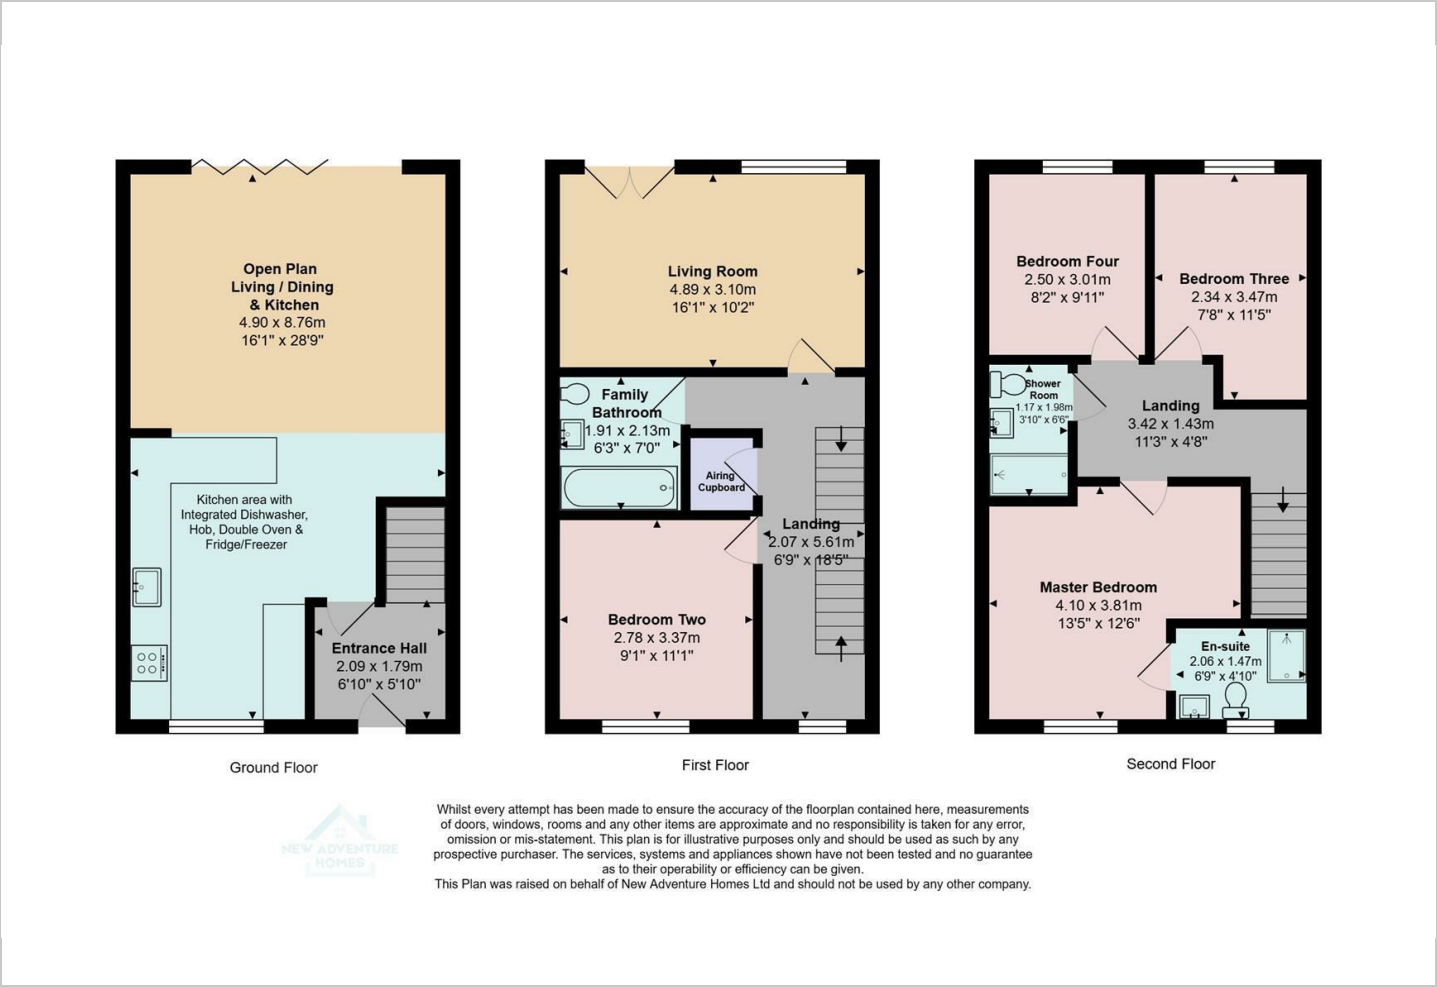 Open Plan
Living / Dining
& Kitchen
4.90 x 8.76m
16'1" x 28'9"
Kitchen area with
Integrated Dishwasher,
Hob, Double Oven &
Fridge/Freezer
Entrance Hall
2.09 x 1.79m
6'10" x 5'10"
Ground Floor
Living Room
4.89 x 3.10m
16'1" x 10'2"
Family
Bathroom
1.91 x 2.13m
6'3" x 7'0"
Airing
Cupboard
Landing
2.07 x 5.61m
6'9" x 18'5"
Bedroom Two
2.78 x 3.37m
9'1" x 11'1"
First Floor
Bedroom Four
2.50 x 3.01m
8'2" x 9'11"
Bedroom Three
2.34 x 3.47m
7'8" x 11'5"
Shower
Room
1.17 x 1.98m
3'10" x 6'6"
Landing
3.42 x 1.43m
11'3" x 4'8"
Master Bedroom
4.10 x 3.81m
13'5" x 12'6"
En-suite
2.06 x 1.47m
6'9" x 4'10"
Second Floor
NEW ADVENTURE
HOMES
Whilst every attempt has been made to ensure the accuracy of the floorplan contained here, measurements
of doors, windows, rooms and any other items are approximate and no responsibility is taken for any error,
omission or mis-statement. This plan is for illustrative purposes only and should be used as such by any
prospective purchaser. The services, systems and appliances shown have not been tested and no guarantee
as to their operability or efficiency can be given.
This Plan was raised on behalf of New Adventure Homes Ltd and should not be used by any other company.